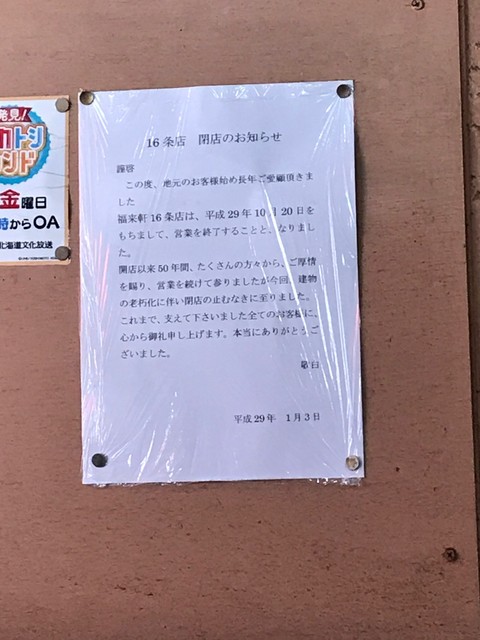 16条店 閉店のお知らせ
謹啓
この度、地元のお客様始め長年ご愛顧頂きま
した
福来軒16条店は、平成29年10月20日を
もちまして、営業を終了することと、なりまし
た。
開店以来50年間、たくさんの方々から、ご厚情
を賜り、営業を続けて参りましたが今回、建物
の老朽化に伴い閉店の止むなきに至りました。
これまで、支えて下さいました全てのお客様に、
心から御礼申し上げます。本当にありがとうご
ざいました。
敬白
平成29年 1月3日
発見!
カトシ
ンド
金曜日
時からOA
北海道文化放送